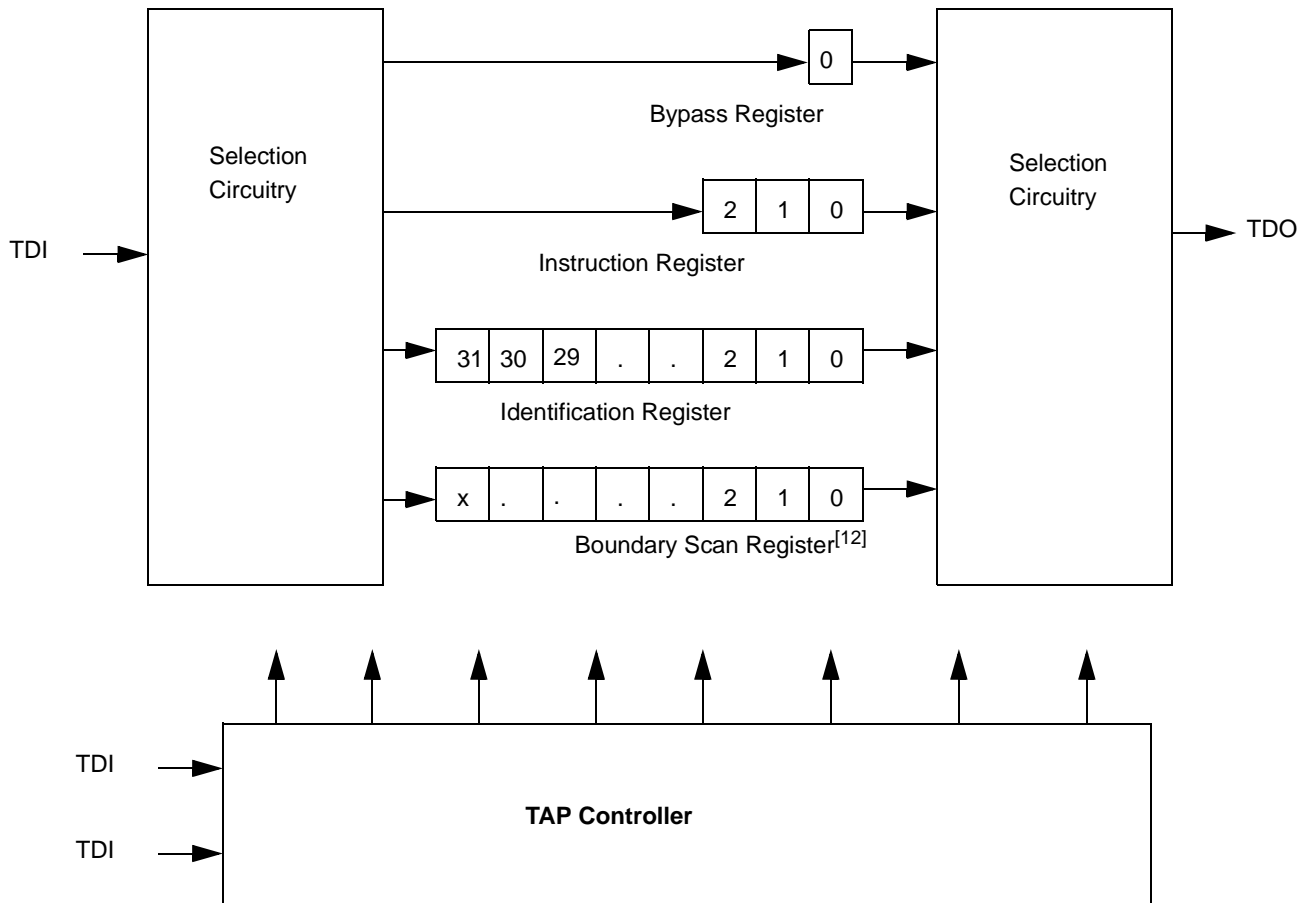 0
Bypass Register
Selection
Circuitry
Selection
Circuitry
2 1 0
Instruction Register
TDI
TDO
31 30 29 . . 2 1 0
Identification Register
x . . . . 2 1 0
Boundary Scan Register[12]
TDI
TAP Controller
TDI